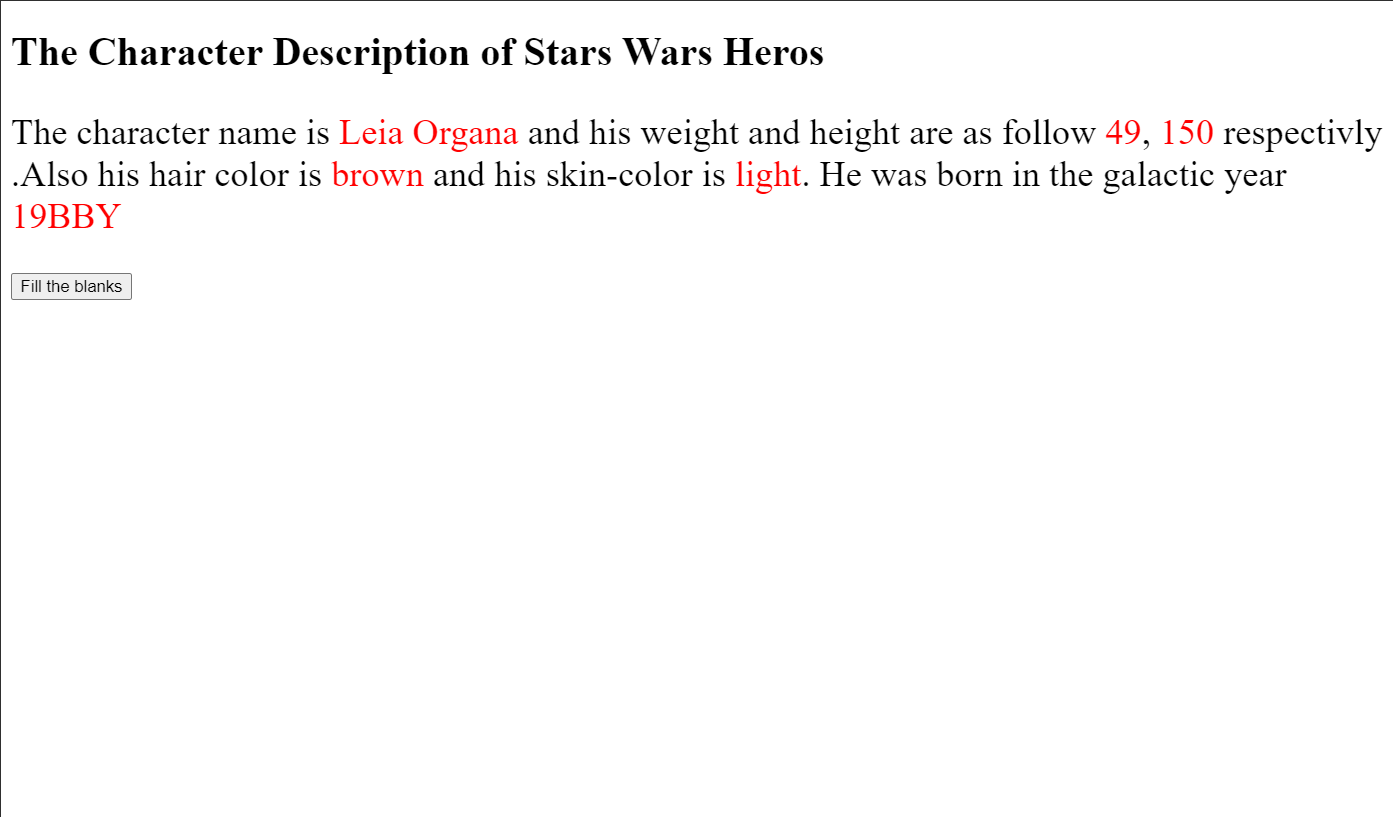 The Character Description of Stars Wars Heros
The character name is Leia Organa and his weight and height are as follow 49, 150 respectivly
.Also his hair color is brown and his skin-color is light. He was born in the galactic year
19BBY
Fill the blanks